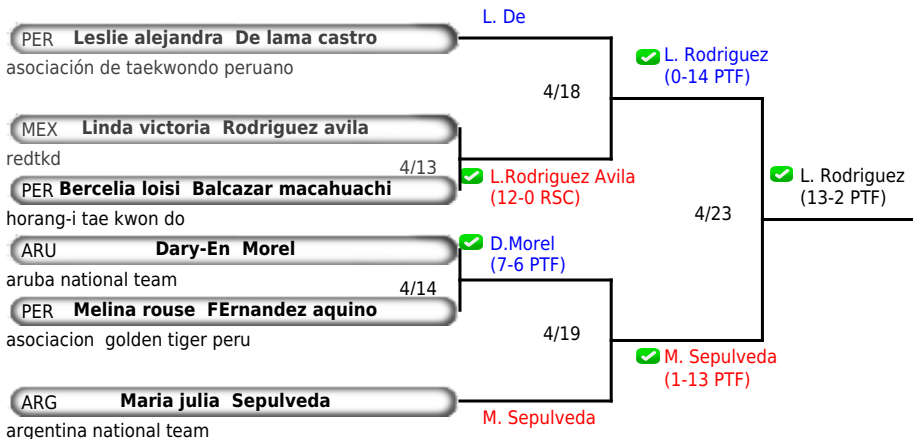 L. De
PER Leslie alejandra De lama castro
asociación de taekwondo peruano
L. Rodriguez
(0-14 PTF)
4/18
MEX Linda victoria Rodriguez avila
redtkd
4/13
PER Bercelia loisi Balcazar macahuachi
horang-i tae kwon do
L.Rodriguez Avila
(12-0 RSC)
L. Rodriguez
(13-2 PTF)
4/23
ARU Dary-En Morel
aruba national team
D.Morel
(7-6 PTF)
4/14
PER Melina rouse FErnandez aquino
asociacion golden tiger peru
4/19
M. Sepulveda
(1-13 PTF)
ARG Maria julia Sepulveda
argentina national team
M. Sepulveda